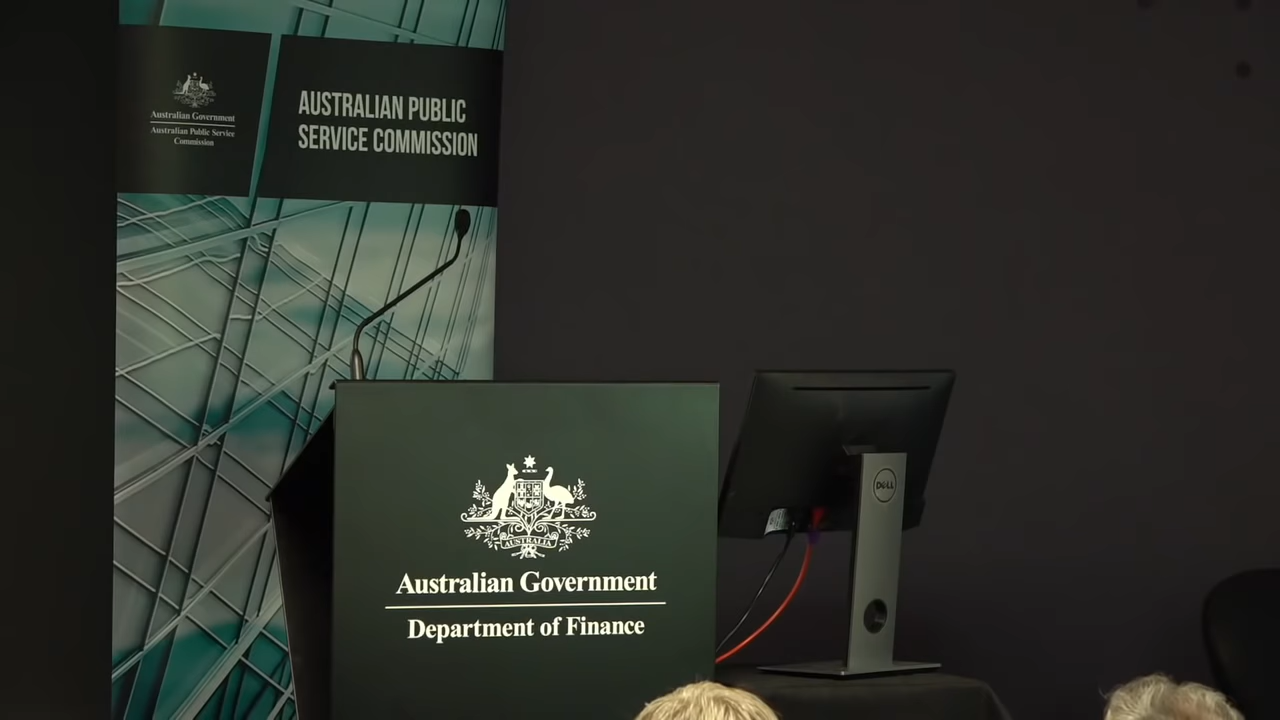 Australian Government
Australian Public Service
Commission
AUSTRALIAN PUBLIC
SERVICE COMMISSION
AUSTRALIA
Australian Government
Department of Finance
DELL